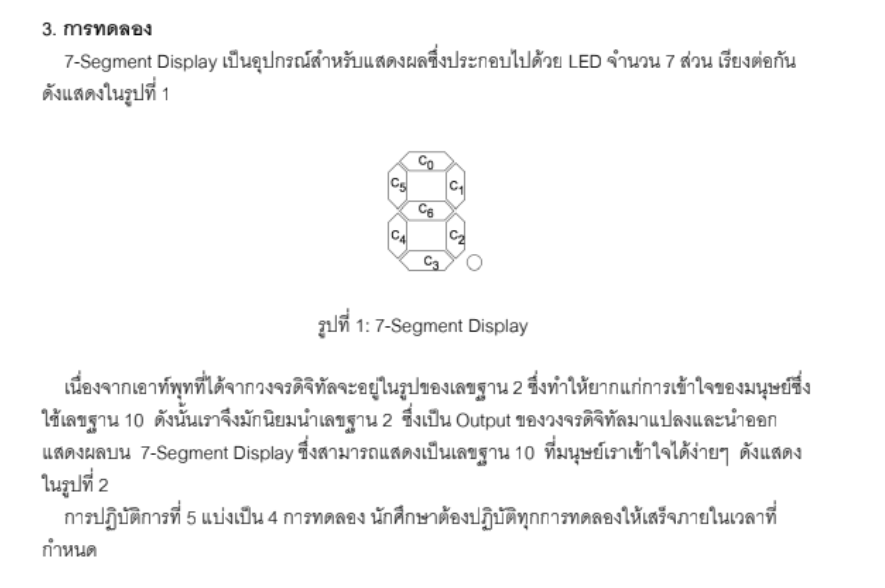 3. การทดลอง
7-Segment Display เป็นอุปกรณ์สำหรับแสดงผลซึ่งประกอบไปด้วย LED จำนวน 7 ส่วน เรียงต่อกัน
ดังแสดงในรูปที่ 1
C0
C5
C1
C6
C4
C2
C3
รูปที่ 1: 7-Segment Display
เนื่องจากเอาท์พุทที่ได้จากวงจรดิจิทัลจะอยู่ในรูปของเลขฐาน 2 ซึ่งทำให้ยากแก่การเข้าใจของมนุษย์ซึ่ง
ใช้เลขฐาน 10 ดังนั้นเราจึงมักนิยมนำเลขฐาน 2 ซึ่งเป็น Output ของวงจรดิจิทัลมาแปลงและนำออก
แสดงผลบน 7-Segment Display ซึ่งสามารถแสดงเป็นเลขฐาน 10 ที่มนุษย์เราเข้าใจได้ง่ายๆ ดังแสดง
ในรูปที่ 2
การปฏิบัติการที่ 5 แบ่งเป็น 4 การทดลอง นักศึกษาต้องปฏิบัติทุกการทดลองให้เสร็จภายในเวลาที่
กำหนด